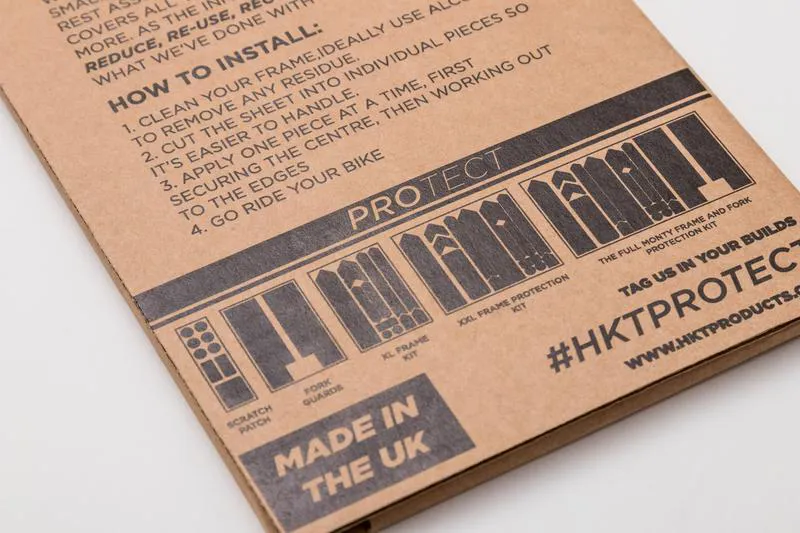 REST
COVERS ALL
MORE. AS THE
REDUCE, RE-USE,
WHAT WE'VE DONE WITH
HOW TO INSTALL:
1. CLEAN YOUR FRAME,IDEALLY USE
TO REMOVE ANY RESIDUE.
2. CUT THE SHEET INTO INDIVIDUAL PIECES SO
IT'S EASIER TO HANDLE.
3. APPLY ONE PIECE AT A TIME, FIRST
SECURING THE CENTRE, THEN WORKING OUT
TO THE EDGES
4. GO RIDE YOUR BIKE
PROTECT
SCRATCH
PATCH
FORK
GUARDS
XL FRAME
KIT
XXL FRAME PROTECTION
KIT
THE FULL MONTY FRAME AND FORK
PROTECTION KIT
TAG US IN YOUR BUILDS
#HKTPROTECT
WWW.HKTPRODUCTS.
MADE IN
THE UK